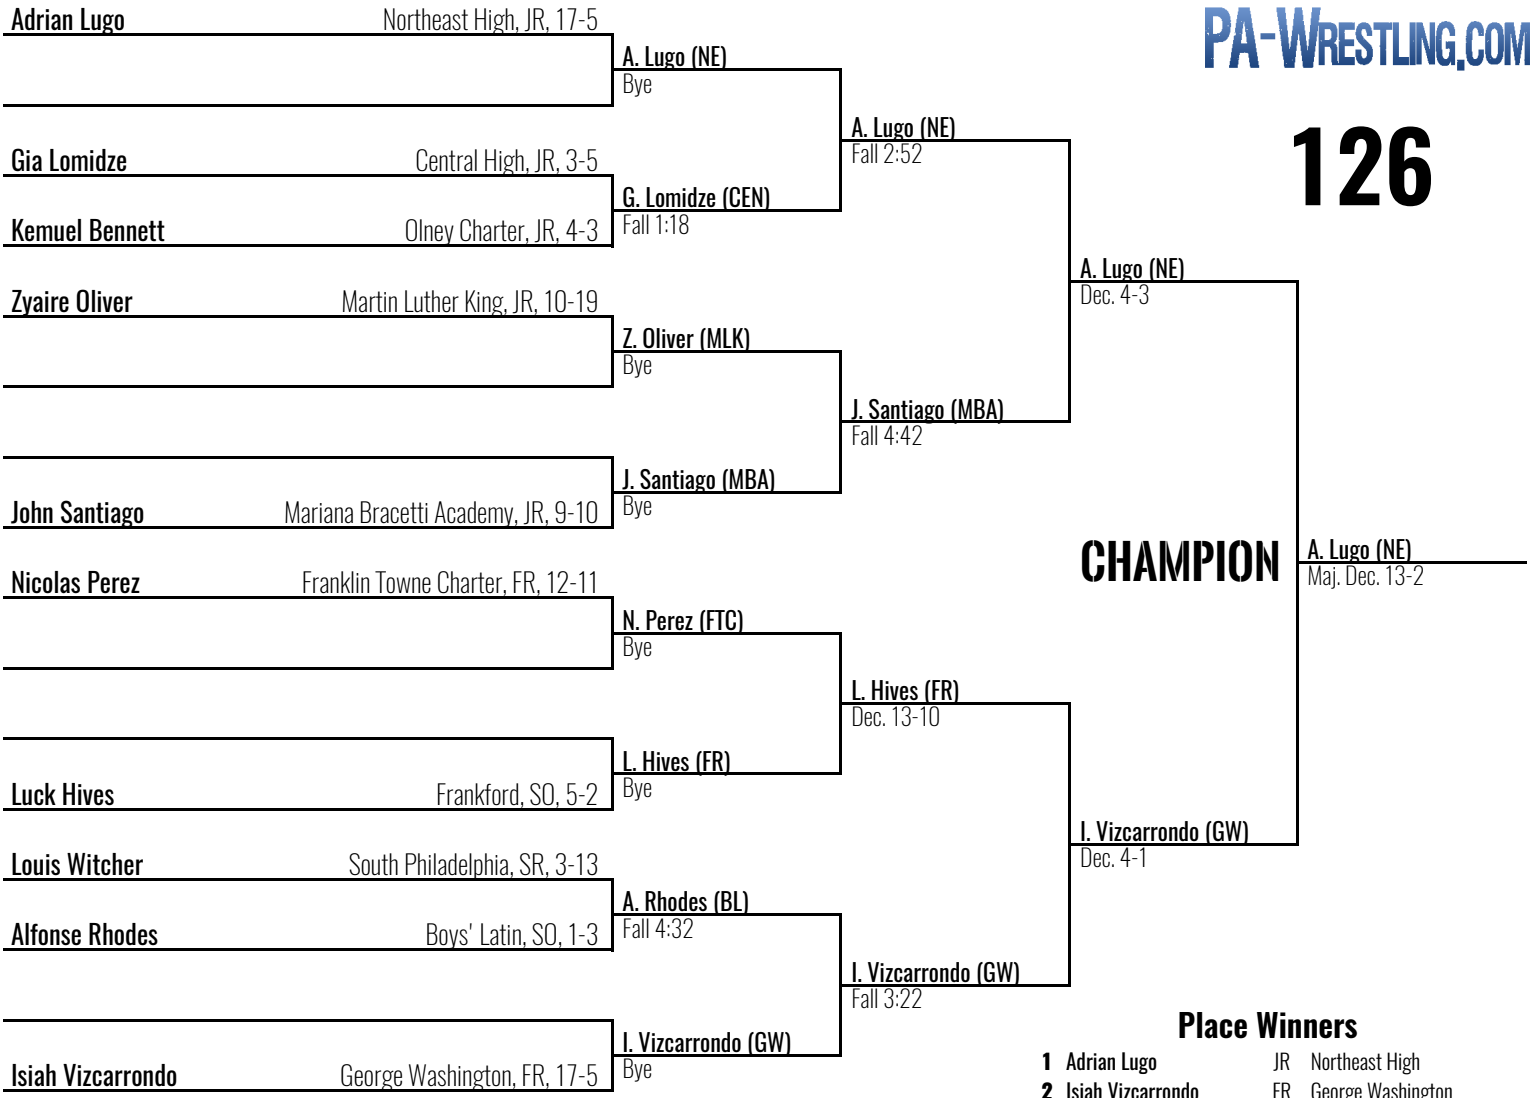 PA-WRESTLING.COM
126
Adrian Lugo Northeast High, JR, 17-5
Gia Lomidze Central High, JR, 3-5
Kemuel Bennett Olney Charter, JR, 4-3
Zyaire Oliver Martin Luther King, JR, 10-19
John Santiago Mariana Bracetti Academy, JR, 9-10
Nicolas Perez Franklin Towne Charter, FR, 12-11
Luck Hives Frankford, SO, 5-2
Louis Witcher South Philadelphia, SR, 3-13
Alfonse Rhodes Boys' Latin, SO, 1-3
Isiah Vizcarrondo George Washington, FR, 17-5
A. Lugo (NE)
Bye
G. Lomidze (CEN)
Fall 1:18
Z. Oliver (MLK)
Bye
J. Santiago (MBA)
Bye
N. Perez (FTC)
Bye
L. Hives (FR)
Bye
A. Rhodes (BL)
Fall 4:32
I. Vizcarrondo (GW)
Bye
A. Lugo (NE)
Fall 2:52
J. Santiago (MBA)
Fall 4:42
L. Hives (FR)
Dec. 13-10
I. Vizcarrondo (GW)
Fall 3:22
A. Lugo (NE)
Dec. 4-3
I. Vizcarrondo (GW)
Dec. 4-1
CHAMPION
A. Lugo (NE)
Maj. Dec. 13-2
Place Winners
1 Adrian Lugo JR Northeast High
2 Isiah Vizcarrondo FR George Washington